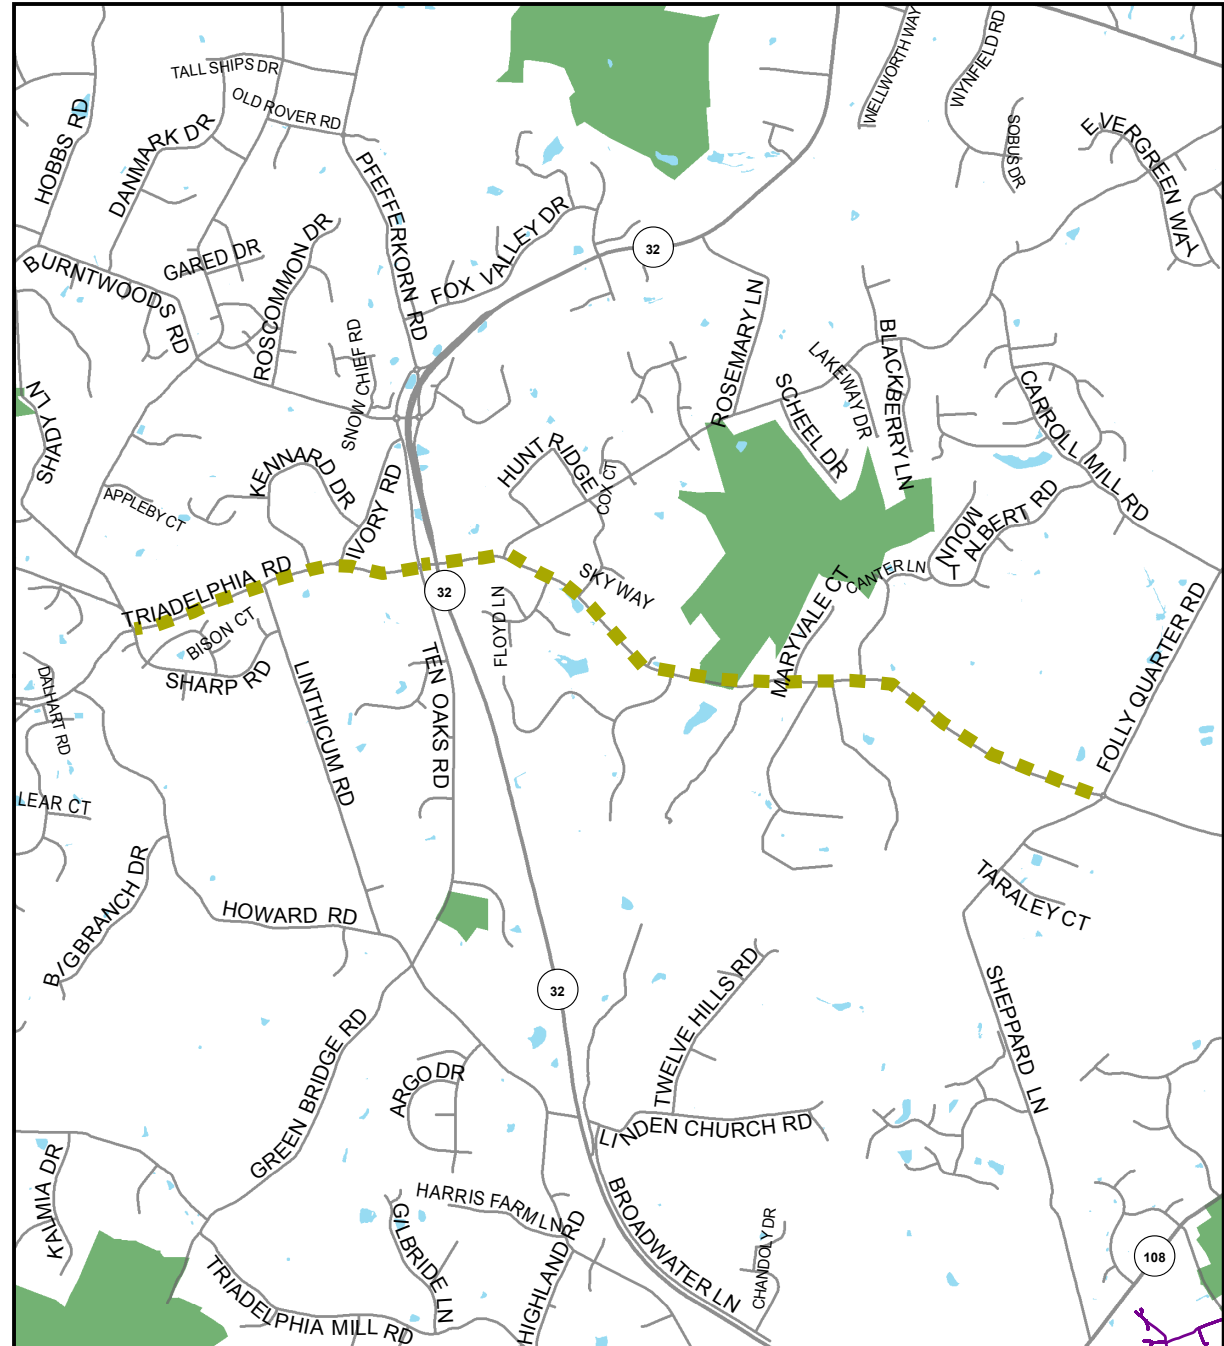 TALL SHIPS DR
OLD ROVER RD
HOBBS RD
DANMARK DR
PFEFFERKORN RD
WELLWORTH WAY
WYNFIELD RD
SOBUS DR
EVERGREEN WAY
BURNTWOODS RD
GARED DR
ROSCOMMON DR
FOX VALLEY DR
32
SNOW CHIEF RD
ROSEMARY LN
LAKEWAY DR
BLACKBERRY LN
SCHEEL DR
CARROLL MILL RD
SHADY LN
APPLEBY CT
KENNARD DR
IVORY RD
HUNT RIDGE
COX CT
MOUNT ALBERT RD
CANTER LN
TRIADELPHIA RD
BISON CT
SHARP RD
32
SKY WAY
FLOYD LN
MARYVALE CT
FOLLY QUARTER RD
DALHART RD
LINTHICUM RD
TEN OAKS RD
LEAR CT
BIGBRANCH DR
HOWARD RD
TARALEY CT
32
TWELVE HILLS RD
SHEPPARD LN
GREEN BRIDGE RD
ARGO DR
LINDEN CHURCH RD
KALMIA DR
HARRIS FARM LN
GILBRIDE LN
HIGHLAND RD
BROADWATER LN
CHANDOLY DR
108
TRIADELPHIA MILL RD